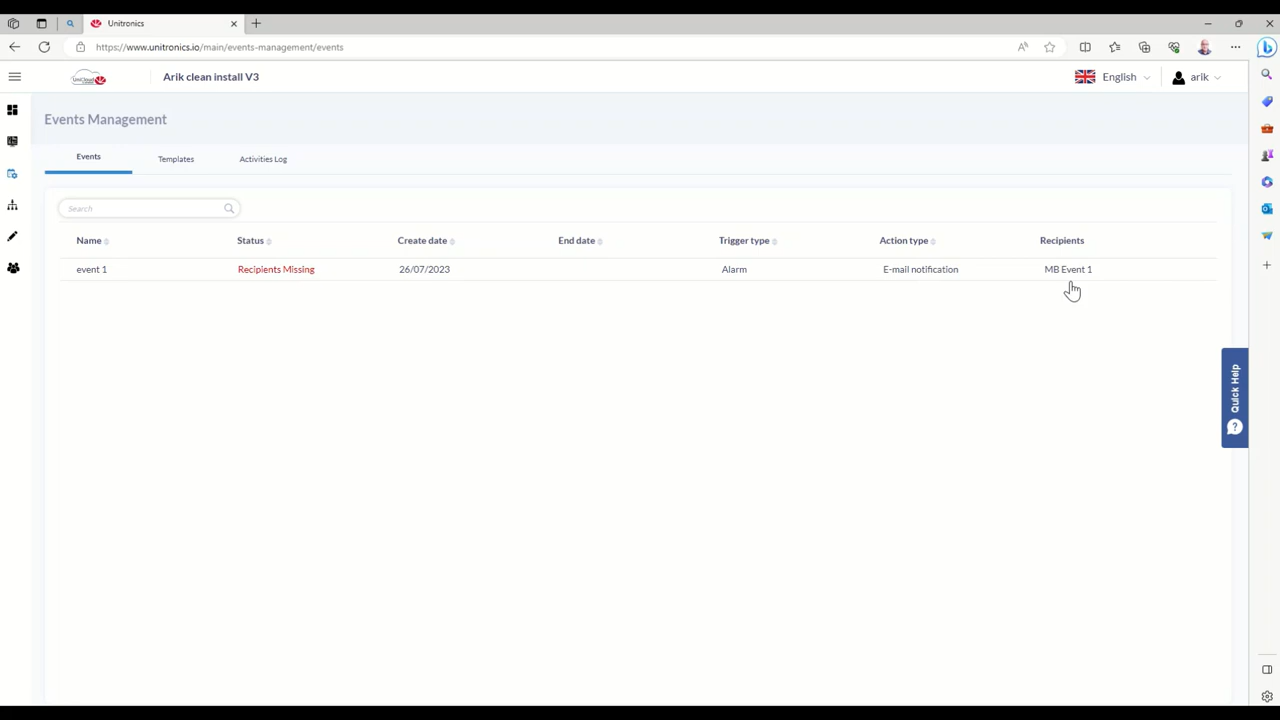 Unitronics
https://www.unitronics.io/main/events-management/events
UniCloud
Arik clean install V3
English
arik
Events Management
Events
Templates
Activities Log
Search
Name
Status
Create date
End date
Trigger type
Action type
Recipients
event 1
Recipients Missing
26/07/2023
Alarm
E-mail notification
MB Event 1
Quick Help
?